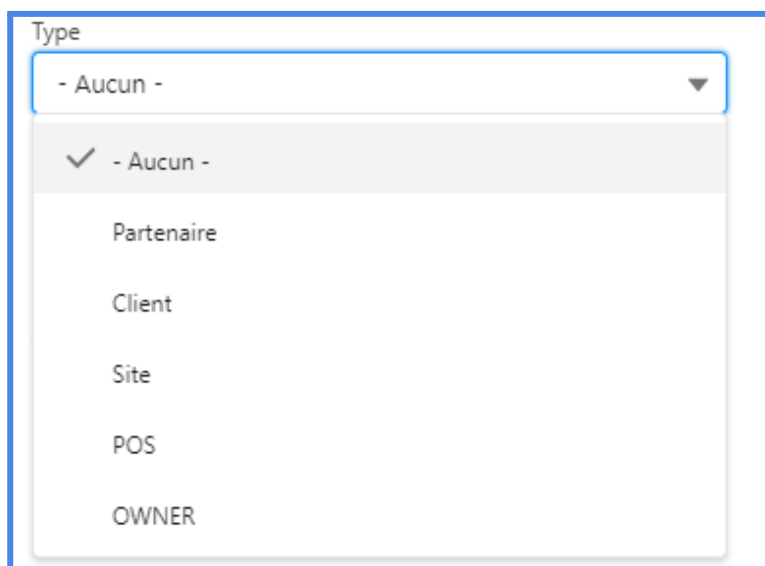 Type
- Aucun -
- Aucun -
Partenaire
Client
Site
POS
OWNER